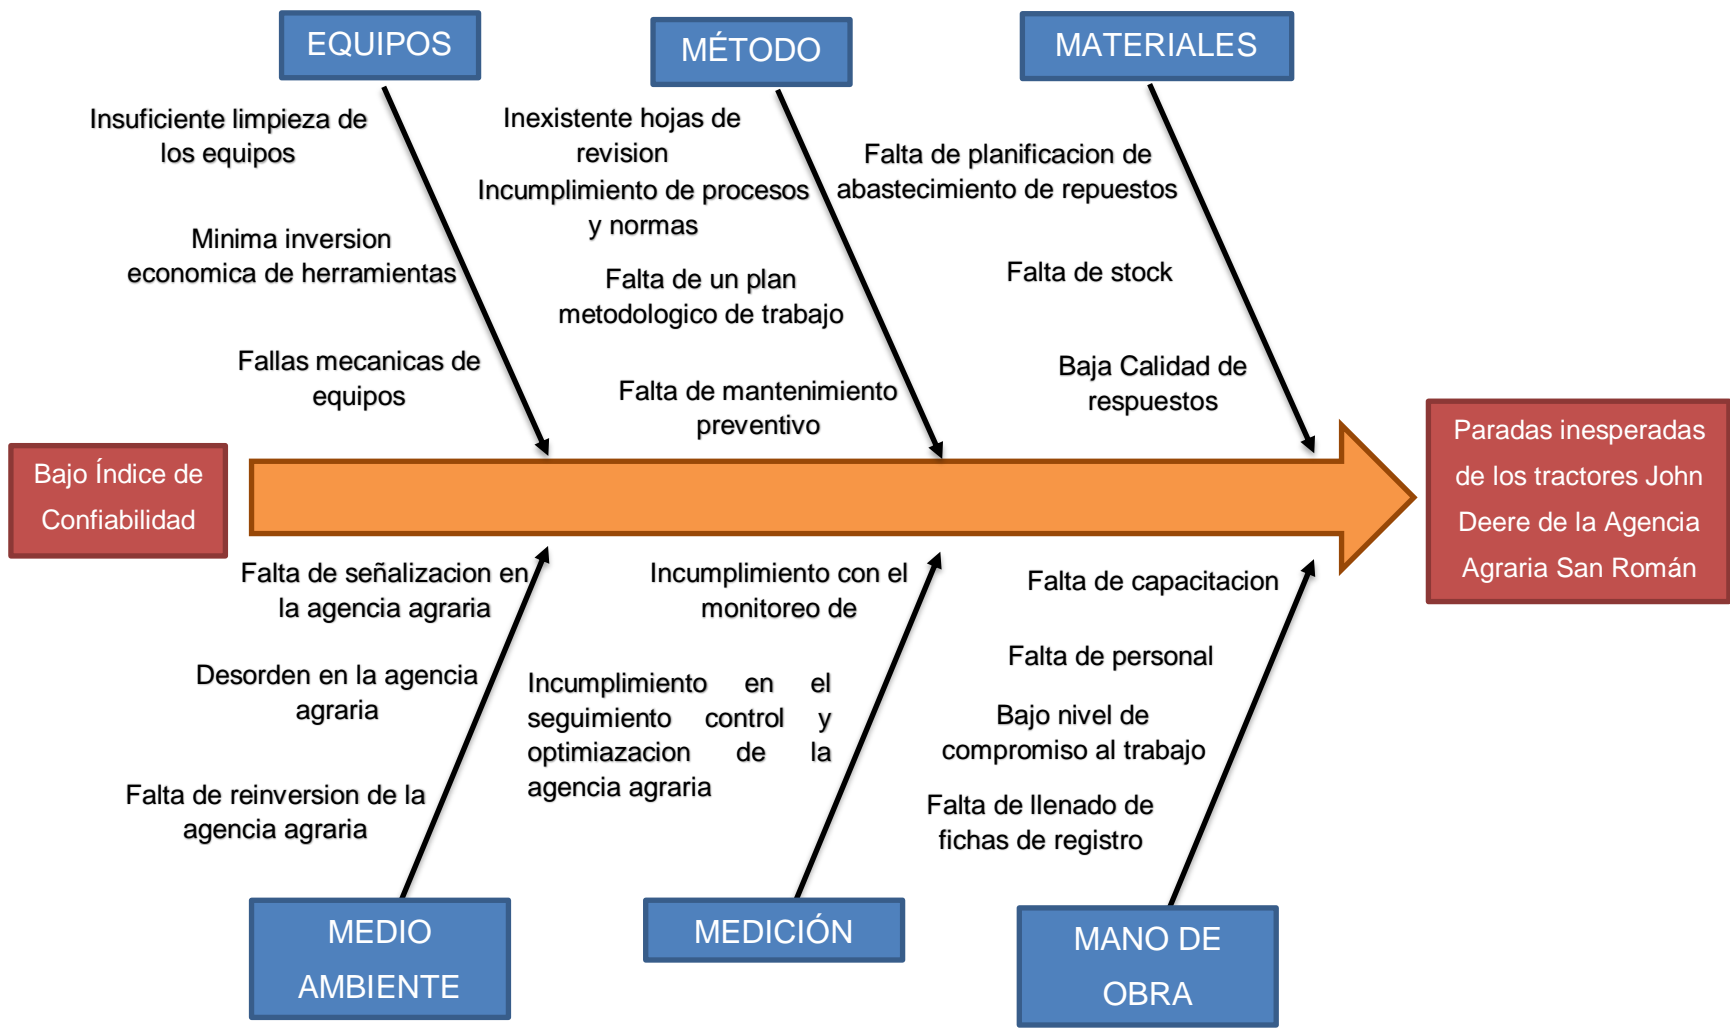 EQUIPOS
MÉTODO
MATERIALES
Insuficiente limpieza de
los equipos
Minima inversion
economica de herramientas
Fallas mecanicas de
equipos
Inexistente hojas de
revision
Incumplimiento de procesos
y normas
Falta de un plan
metodologico de trabajo
Falta de mantenimiento
preventivo
Falta de planificacion de
abastecimiento de repuestos
Falta de stock
Baja Calidad de
respuestos
Bajo Índice de
Confiabilidad
Paradas inesperadas
de los tractores John
Deere de la Agencia
Agraria San Román
Falta de señalizacion en
la agencia agraria
Desorden en la agencia
agraria
Falta de reinversion de la
agencia agraria
Incumplimiento con el
monitoreo de
Incumplimiento en el
seguimiento control y
optimiazacion de la
agencia agraria
Falta de capacitacion
Falta de personal
Bajo nivel de
compromiso al trabajo
Falta de llenado de
fichas de registro
MEDIO
AMBIENTE
MEDICIÓN
MANO DE
OBRA